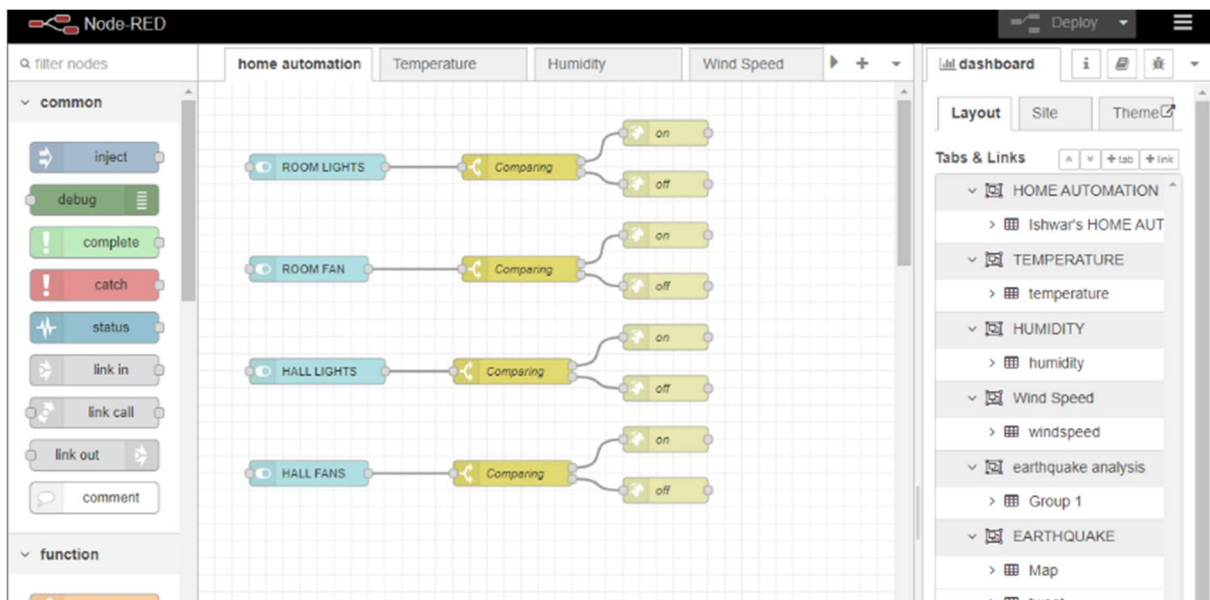 Node-RED
Deploy
filter nodes
home automation
Temperature
Humidity
Wind Speed
dashboard
i
common
inject
debug
complete
catch
status
link in
link call
link out
comment
function
ROOM LIGHTS
Comparing
on
off
ROOM FAN
Comparing
on
off
HALL LIGHTS
Comparing
on
off
HALL FANS
Comparing
on
off
Layout
Site
Theme
Tabs & Links
+ tab
+ link
HOME AUTOMATION
Ishwar's HOME AUT
TEMPERATURE
temperature
HUMIDITY
humidity
Wind Speed
windspeed
earthquake analysis
Group 1
EARTHQUAKE
Map